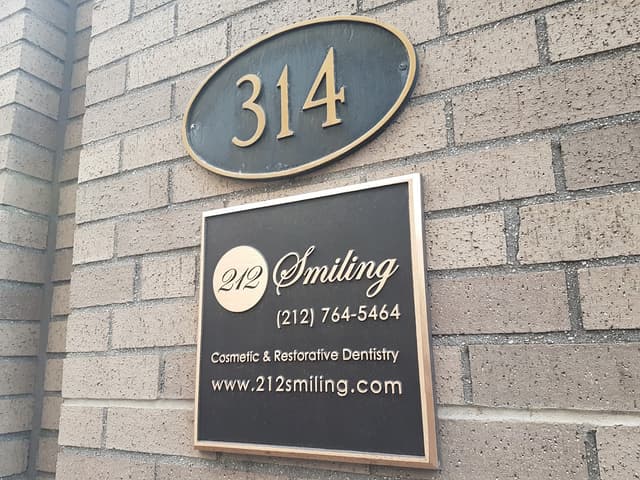 314
212 Smiling
(212) 764-5464
Cosmetic & Restorative Dentistry
www.212smiling.com